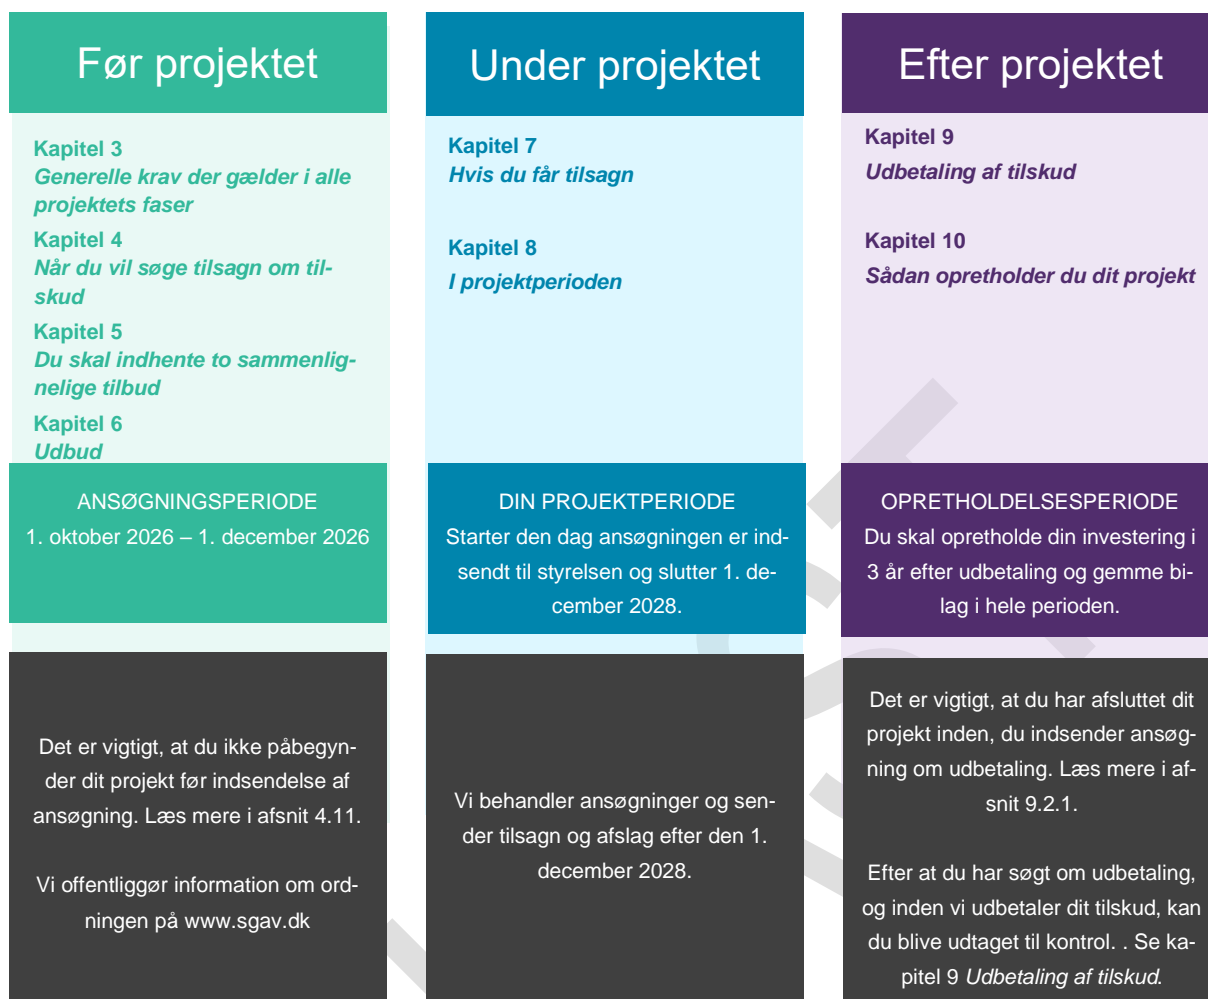 Før projektet
Kapitel 3
Generelle krav der gælder i alle
projektets faser
Kapitel 4
Når du vil søge tilsagn om til-
skud
Kapitel 5
Du skal indhente to sammenlig-
nelige tilbud
Kapitel 6
Udbud
ANSØGNINGSPERIODE
1. oktober 2026 – 1. december 2026
Det er vigtigt, at du ikke påbegyn-
der dit projekt før indsendelse af
ansøgning. Læs mere i afsnit 4.11.
Vi offentliggør information om ord-
ningen på www.sgav.dk
Under projektet
Kapitel 7
Hvis du får tilsagn
Kapitel 8
I projektperioden
DIN PROJEKTPERIODE
Starter den dag ansøgningen er ind-
sendt til styrelsen og slutter 1. de-
cember 2028.
Vi behandler ansøgninger og sen-
der tilsagn og afslag efter den 1.
december 2028.
Efter projektet
Kapitel 9
Udbetaling af tilskud
Kapitel 10
Sådan opretholder du dit projekt
OPRETHOLDELSESPERIODE
Du skal opretholde din investering i
3 år efter udbetaling og gemme bi-
lag i hele perioden.
Det er vigtigt, at du har afsluttet dit
projekt inden, du indsender ansøg-
ning om udbetaling. Læs mere i af-
snit 9.2.1.
Efter at du har søgt om udbetaling,
og inden vi udbetaler dit tilskud, kan
du blive udtaget til kontrol. . Se ka-
pitel 9 Udbetaling af tilskud.